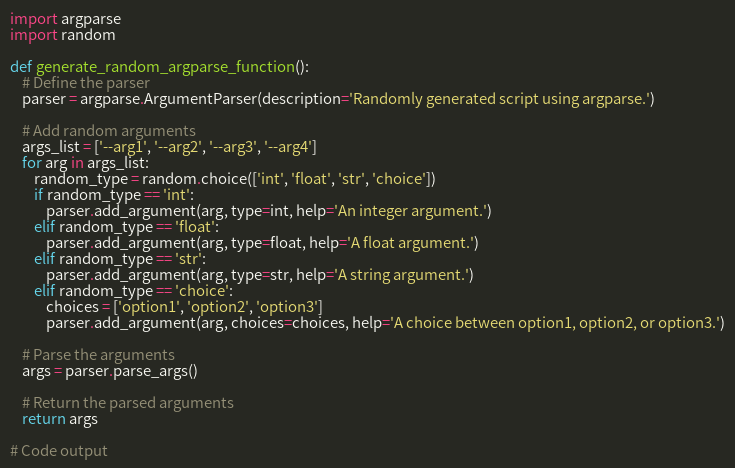 import argparse
import random

def generate_random_argparse_function():
    # Define the parser
    parser = argparse.ArgumentParser(description='Randomly generated script using argparse.')

    # Add random arguments
    args_list = ['--arg1', '--arg2', '--arg3', '--arg4']
    for arg in args_list:
        random_type = random.choice(['int', 'float', 'str', 'choice'])
        if random_type == 'int':
            parser.add_argument(arg, type=int, help='An integer argument.')
        elif random_type == 'float':
            parser.add_argument(arg, type=float, help='A float argument.')
        elif random_type == 'str':
            parser.add_argument(arg, type=str, help='A string argument.')
        elif random_type == 'choice':
            choices = ['option1', 'option2', 'option3']
            parser.add_argument(arg, choices=choices, help='A choice between option1, option2, or option3.')

    # Parse the arguments
    args = parser.parse_args()

    # Return the parsed arguments
    return args

# Code output